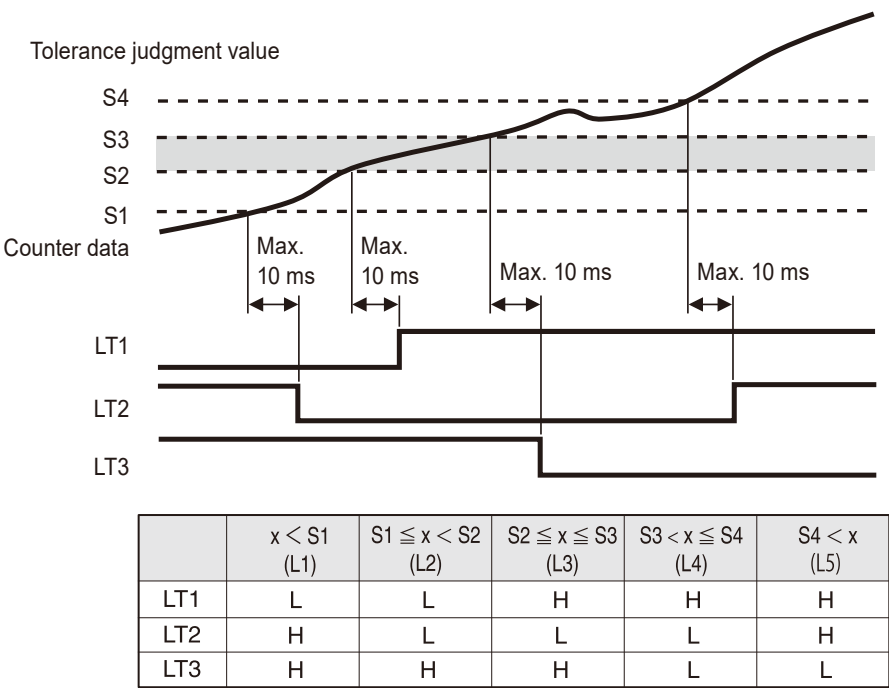 Tolerance judgment value
S4
S3
S2
S1
Counter data
Max.
10 ms
Max.
10 ms
Max. 10 ms
Max. 10 ms
LT1
LT2
LT3
x < S1 S1 ≦ x < S2 S2 ≦ x ≦ S3 S3 < x ≦ S4 S4 < x
(L1) (L2) (L3) (L4) (L5)
LT1 L L H H H
LT2 H L L L H
LT3 H H H L L